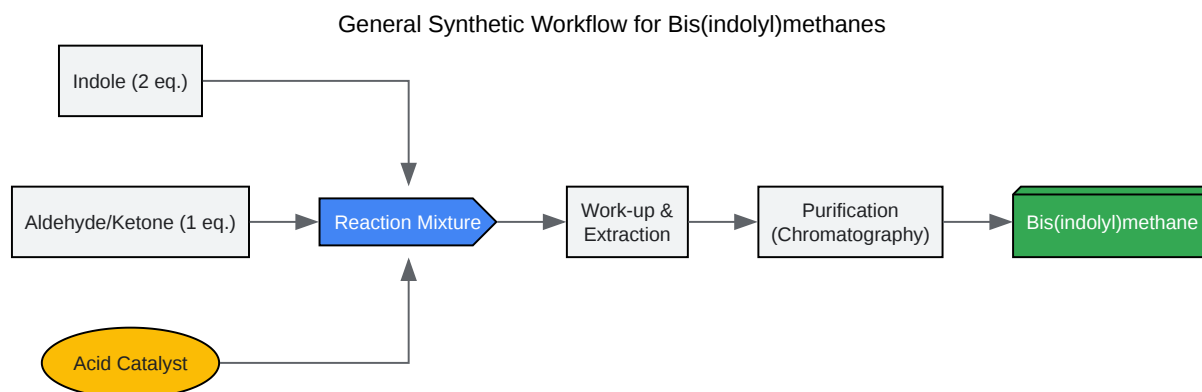 General Synthetic Workflow for Bis(indolyl)methanes
Indole (2 eq.)
Aldehyde/Ketone (1 eq.)
Reaction Mixture
Work-up &
Extraction
Purification
(Chromatography)
Bis(indolyl)methane
Acid Catalyst